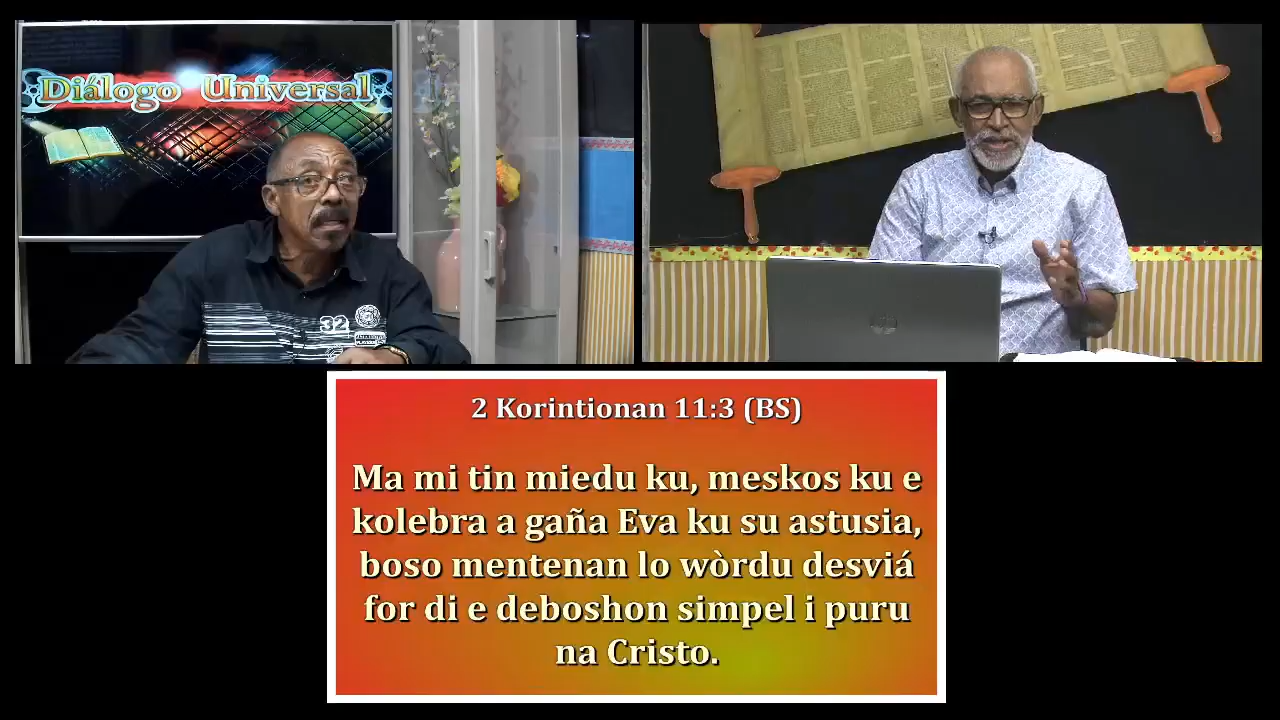 Diálogo Universal
32
2 Korintionan 11:3 (BS)
Ma mi tin miedu ku, meskos ku e
kolebra a gaña Eva ku su astusia,
boso mentenan lo wòrdu desviá
for di e deboshon simpel i puru
na Cristo.